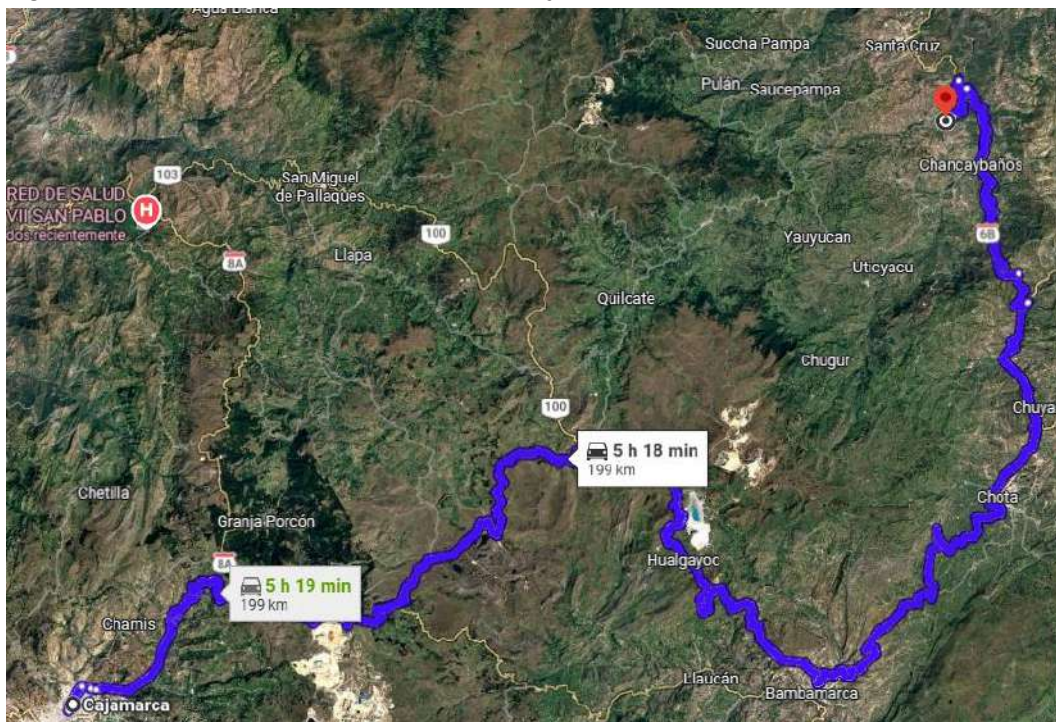 Agua Blanca
Succha Pampa
Santa Cruz
Pulán
Saucepampa
Chancaybaños
103
San Miguel
de Pallaques
RED DE SALUD
VII SAN PABLO
dos recientemente
H
100
6B
8A
Llapa
Yauyucan
Uticyacu
Quilcate
Chugur
100
Chuya
5 h 18 min
199 km
Chetilla
Chota
Granja Porcón
Hualgayoc
8A
5 h 19 min
199 km
Chamis
Llaucán
Bambamarca
Cajamarca